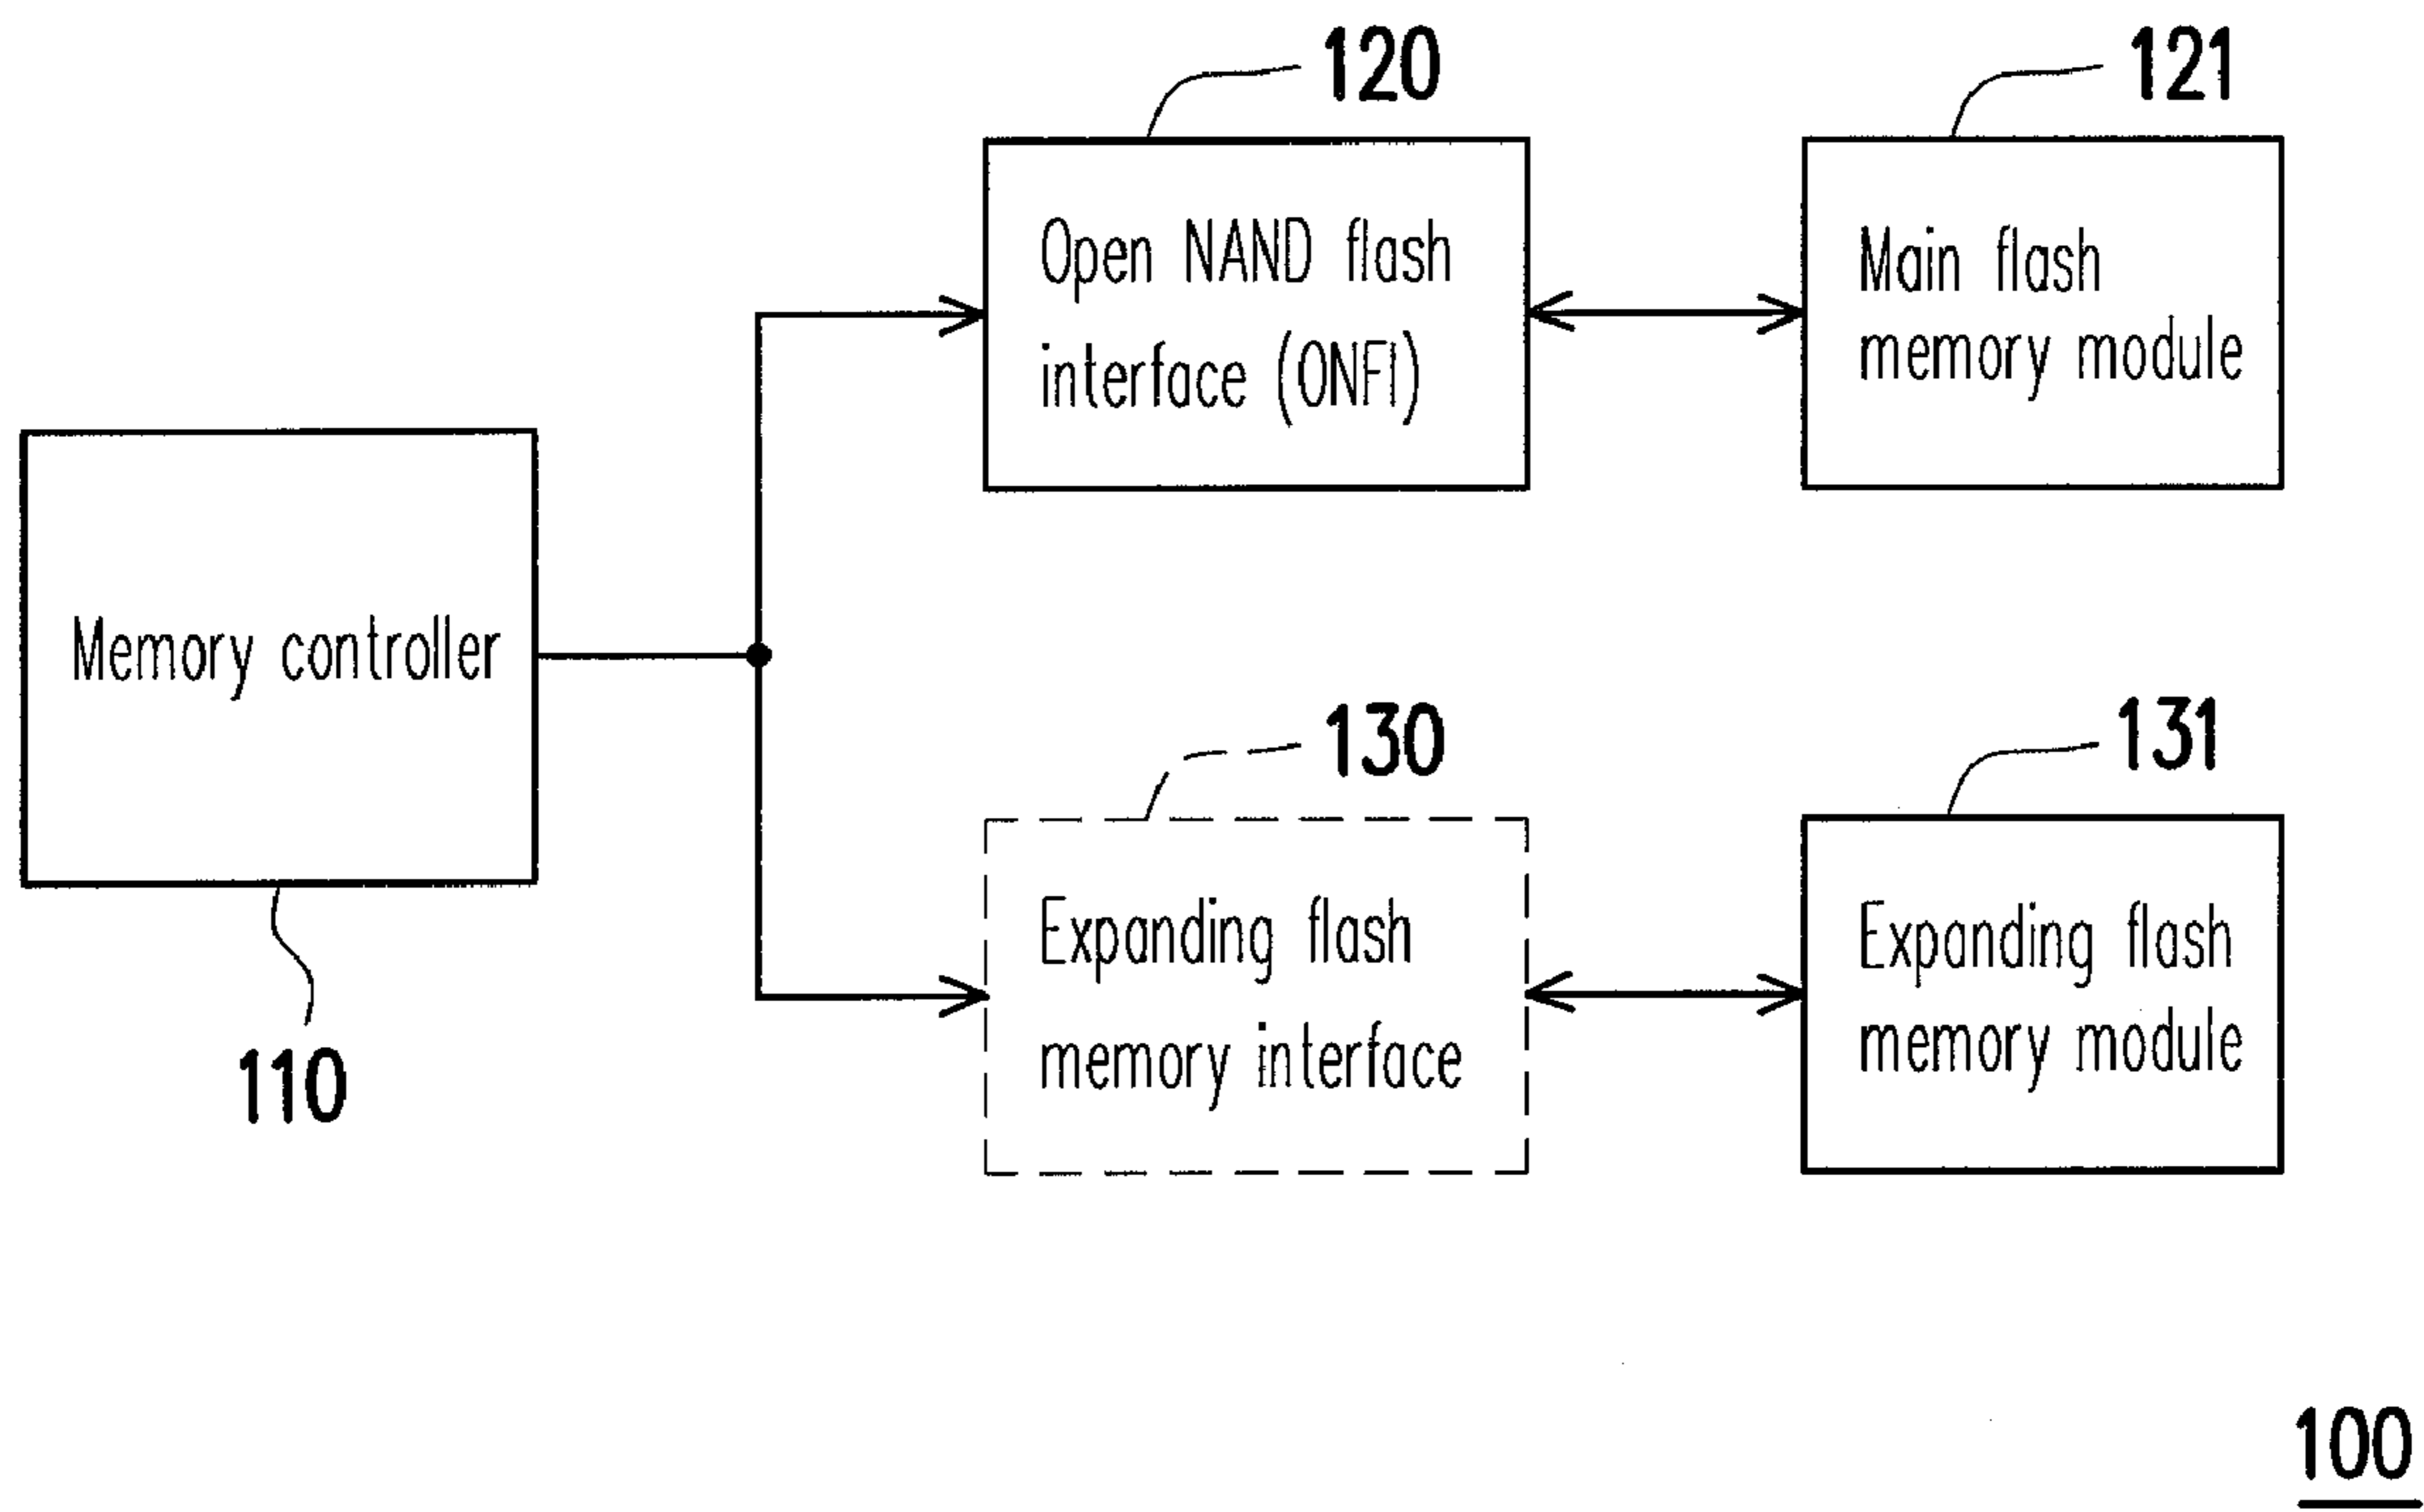 120
121
Open NAND flash
interface (ONFI)
Main flash
memory module
Memory controller
110
130
131
Expanding flash
memory interface
Expanding flash
memory module
100